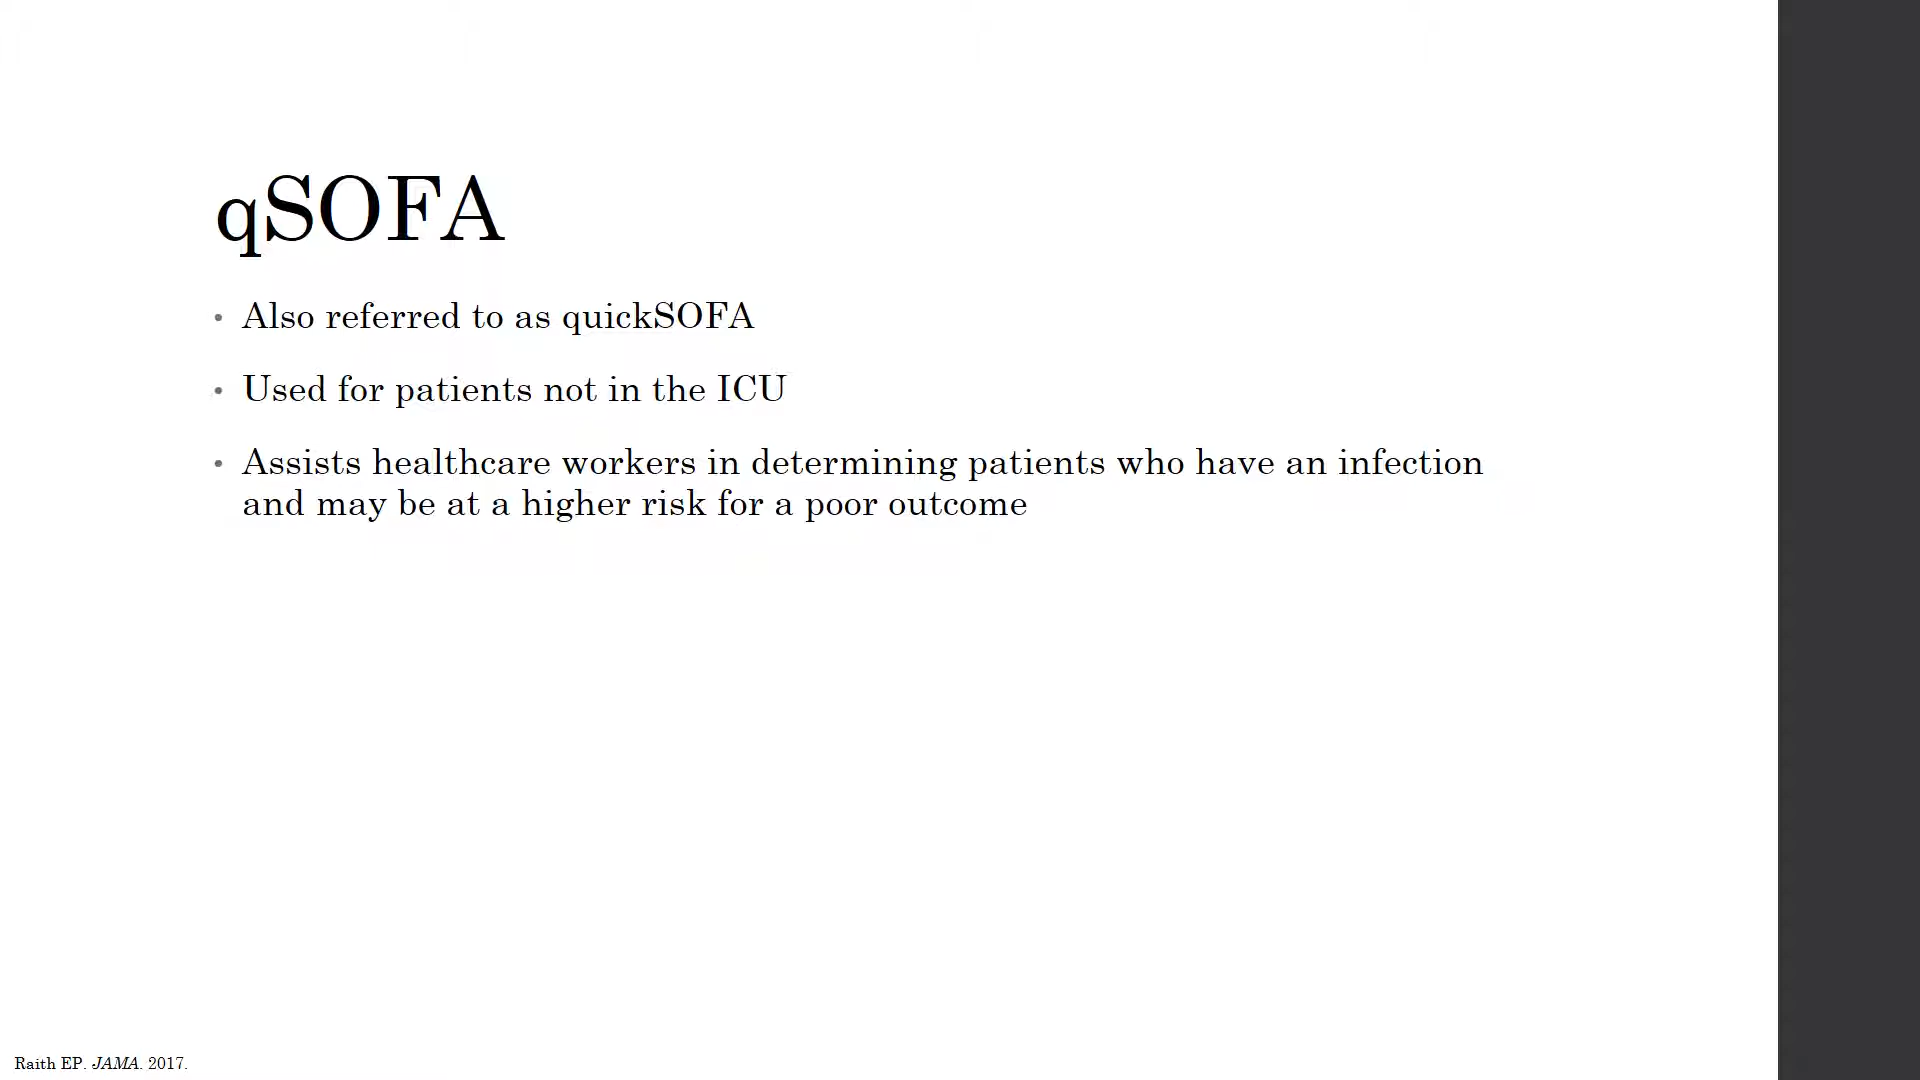 qSOFA
• Also referred to as quickSOFA
• Used for patients not in the ICU
• Assists healthcare workers in determining patients who have an infection
and may be at a higher risk for a poor outcome
Raith EP. JAMA. 2017.